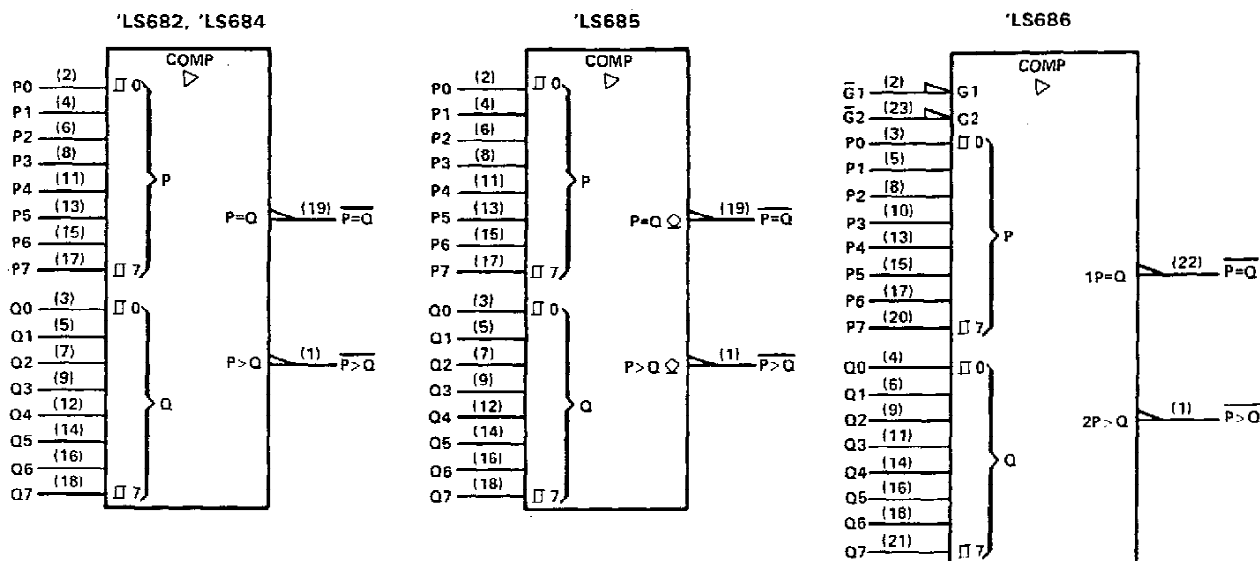 'LS682, 'LS684
COMP
▷
P0 (2) 0
P1 (4)
P2 (6)
P3 (8)
P4 (11)
P
P5 (13)
P=Q (19) P=Q
P6 (15)
P7 (17) 7
Q0 (3) 0
Q1 (5)
Q2 (7)
P>Q (1) P>Q
Q3 (9)
Q
Q4 (12)
Q5 (14)
Q6 (16)
Q7 (18) 7
'LS685
COMP
▷
P0 (2) 0
P1 (4)
P2 (6)
P3 (8)
P
P4 (11)
P5 (13)
P=Q (19) P=Q
P6 (15)
P7 (17) 7
Q0 (3) 0
Q1 (5)
Q2 (7)
P>Q (1) P>Q
Q3 (9)
Q
Q4 (12)
Q5 (14)
Q6 (16)
Q7 (18) 7
'LS686
COMP
▷
G1 (2) G1
G2 (23) G2
P0 (3) 0
P1 (5)
P2 (8)
P3 (10)
P
P4 (13)
P5 (15)
1P=Q (22) P=Q
P6 (17)
P7 (20) 7
Q0 (4) 0
Q1 (6)
Q2 (9)
2P>Q (1) P>Q
Q3 (11)
Q
Q4 (14)
Q5 (16)
Q6 (18)
Q7 (21) 7